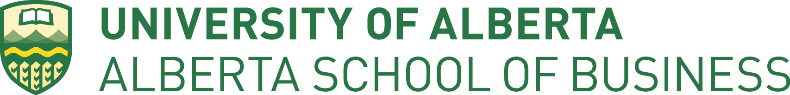 UNIVERSITY OF ALBERTA
ALBERTA SCHOOL OF BUSINESS